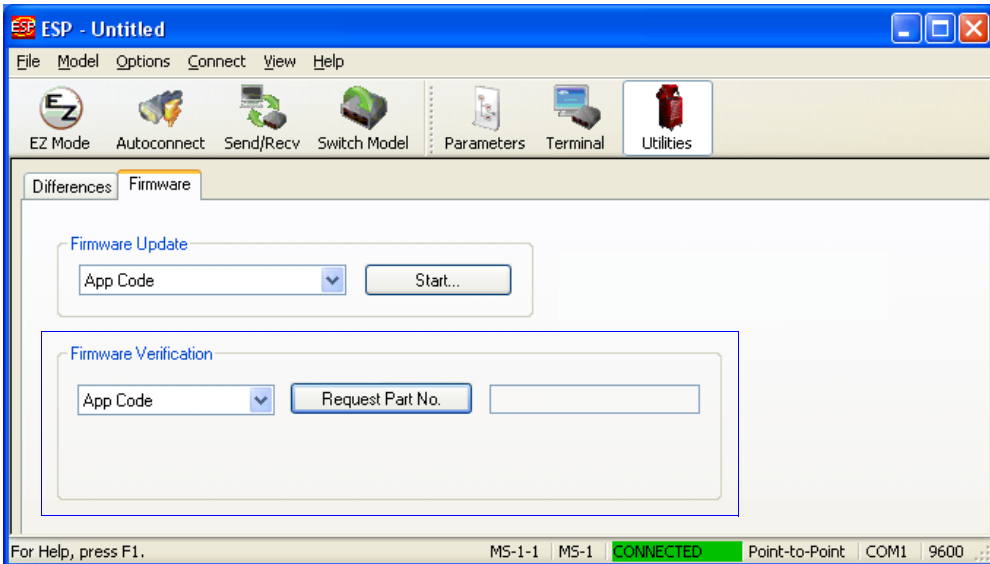 ESP - Untitled
File Model Options Connect View Help
EZ Mode Autoconnect Send/Recv Switch Model Parameters Terminal Utilities
Differences Firmware
Firmware Update
App Code Start...
Firmware Verification
App Code Request Part No.
For Help, press F1. MS-1-1 MS-1 CONNECTED Point-to-Point COM1 9600